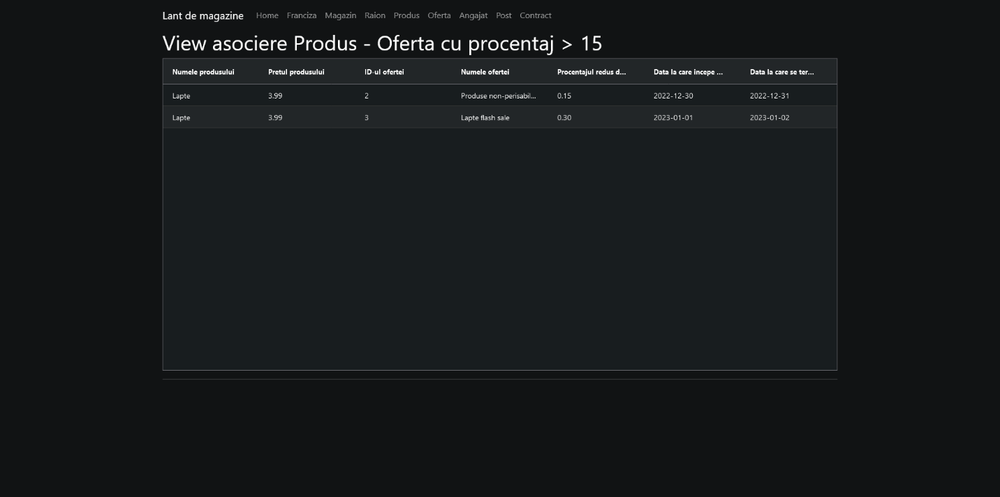 Lant de magazine Home Franciza Magazin Raion Produs Oferta Angajat Post Contract
View asociere Produs - Oferta cu procentaj > 15
Numele produsului Pretul produsului ID-ul ofertei Numele ofertei Procentajul redus d... Data la care incepe ... Data la care se ter...
Lapte 3.99 2 Produse non-perisabil... 0.15 2022-12-30 2022-12-31
Lapte 3.99 3 Lapte flash sale 0.30 2023-01-01 2023-01-02